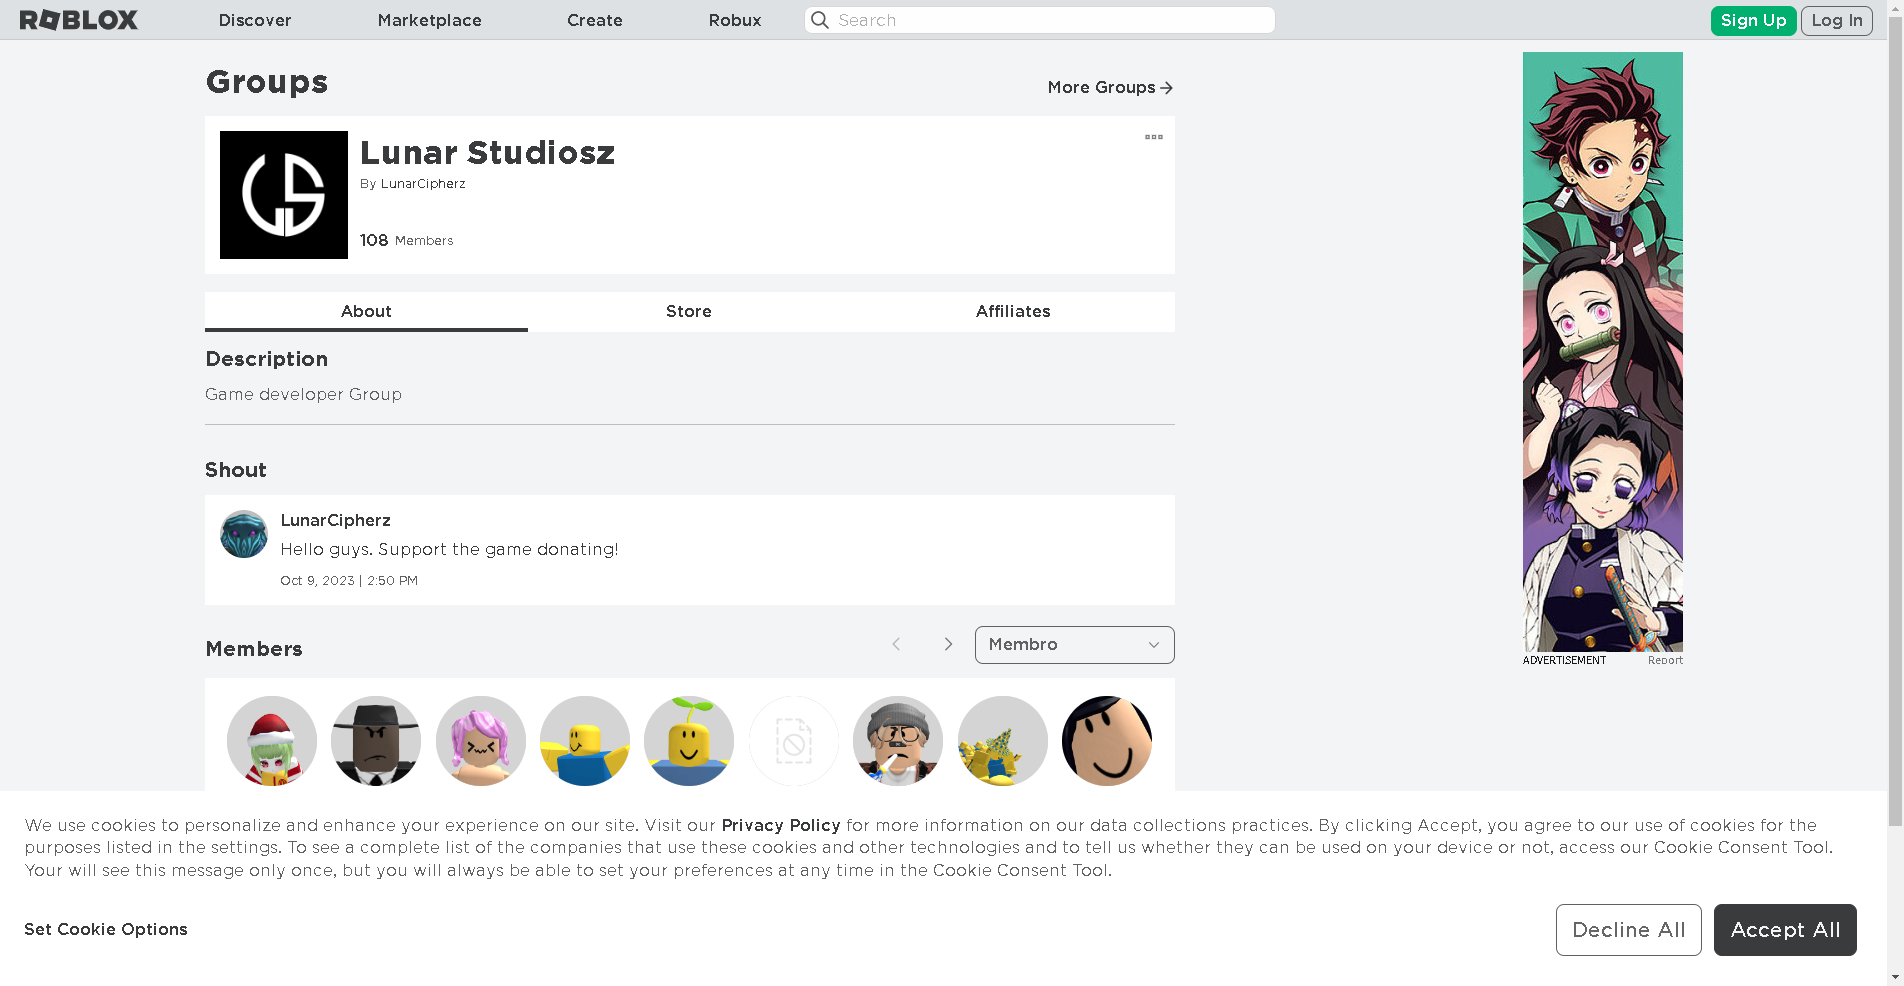 ROBLOX Discover Marketplace Create Robux Search Sign Up Log In
Groups
More Groups
Lunar Studiosz
By LunarCipherz
108 Members
About Store Affiliates
Description
Game developer Group
Shout
LunarCipherz
Hello guys. Support the game donating!
Oct 9, 2023 | 2:50 PM
Members
Membro
ADVERTISEMENT Report
We use cookies to personalize and enhance your experience on our site. Visit our Privacy Policy for more information on our data collections practices. By clicking Accept, you agree to our use of cookies for the
purposes listed in the settings. To see a complete list of the companies that use these cookies and other technologies and to tell us whether they can be used on your device or not, access our Cookie Consent Tool.
Your will see this message only once, but you will always be able to set your preferences at any time in the Cookie Consent Tool.
Set Cookie Options
Decline All
Accept All